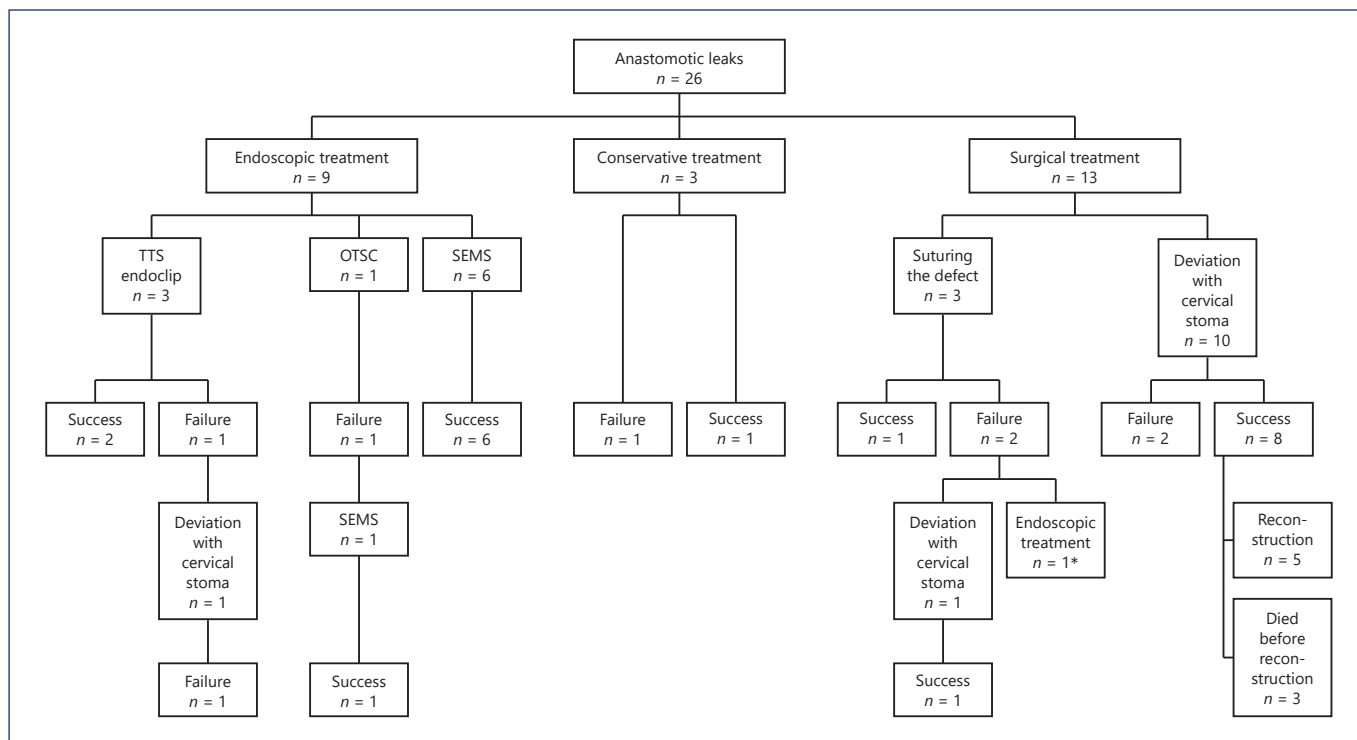 Anastomotic leaks
n = 26
Endoscopic treatment
n = 9
Conservative treatment
n = 3
Surgical treatment
n = 13
TTS
endoclip
n = 3
OTSC
n = 1
SEMS
n = 6
Suturing
the defect
n = 3
Deviation
with
cervical
stoma
n = 10
Success
n = 2
Failure
n = 1
Failure
n = 1
Success
n = 6
Failure
n = 1
Success
n = 1
Success
n = 1
Failure
n = 2
Failure
n = 2
Success
n = 8
Deviation
with
cervical
stoma
n = 1
SEMS
n = 1
Deviation
with
cervical
stoma
n = 1
Endoscopic
treatment
n = 1*
Recon-
struction
n = 5
Died
before
recon-
struction
n = 3
Failure
n = 1
Success
n = 1
Success
n = 1